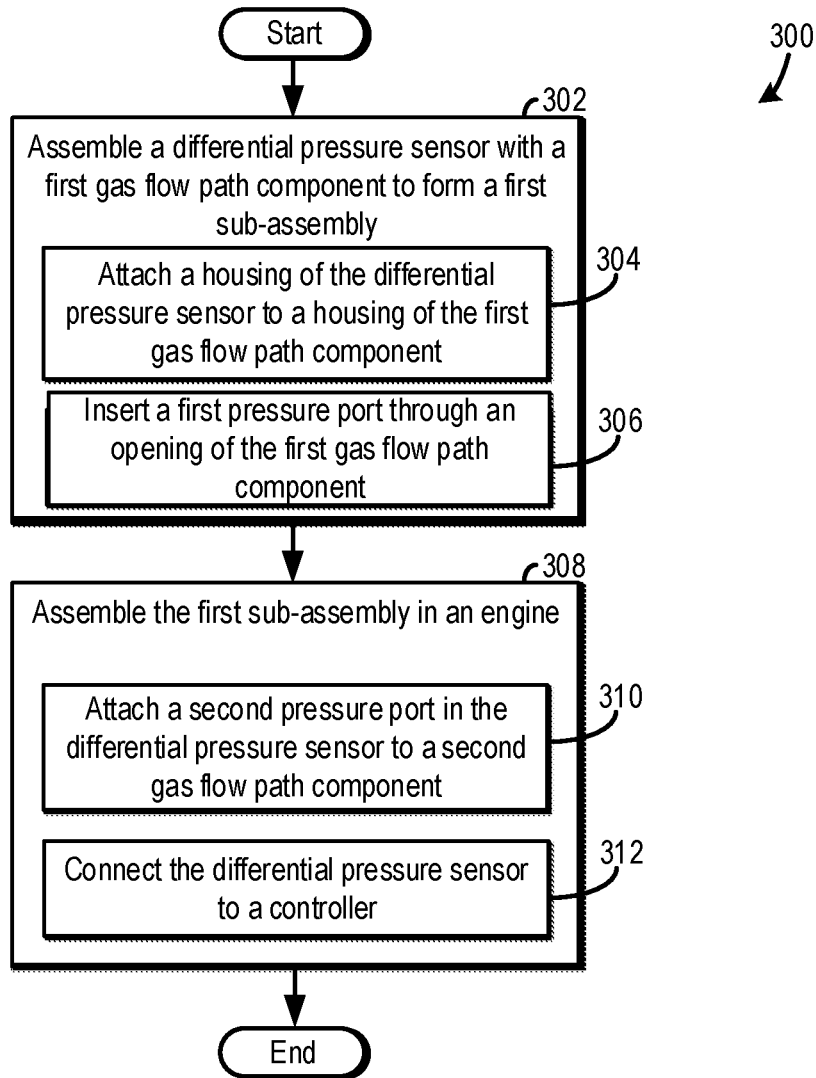 Start
300
302
Assemble a differential pressure sensor with a
first gas flow path component to form a first
sub-assembly
304
Attach a housing of the differential
pressure sensor to a housing of the first
gas flow path component
Insert a first pressure port through an
opening of the first gas flow path
component
306
308
Assemble the first sub-assembly in an engine
310
Attach a second pressure port in the
differential pressure sensor to a second
gas flow path component
312
Connect the differential pressure sensor
to a controller
End